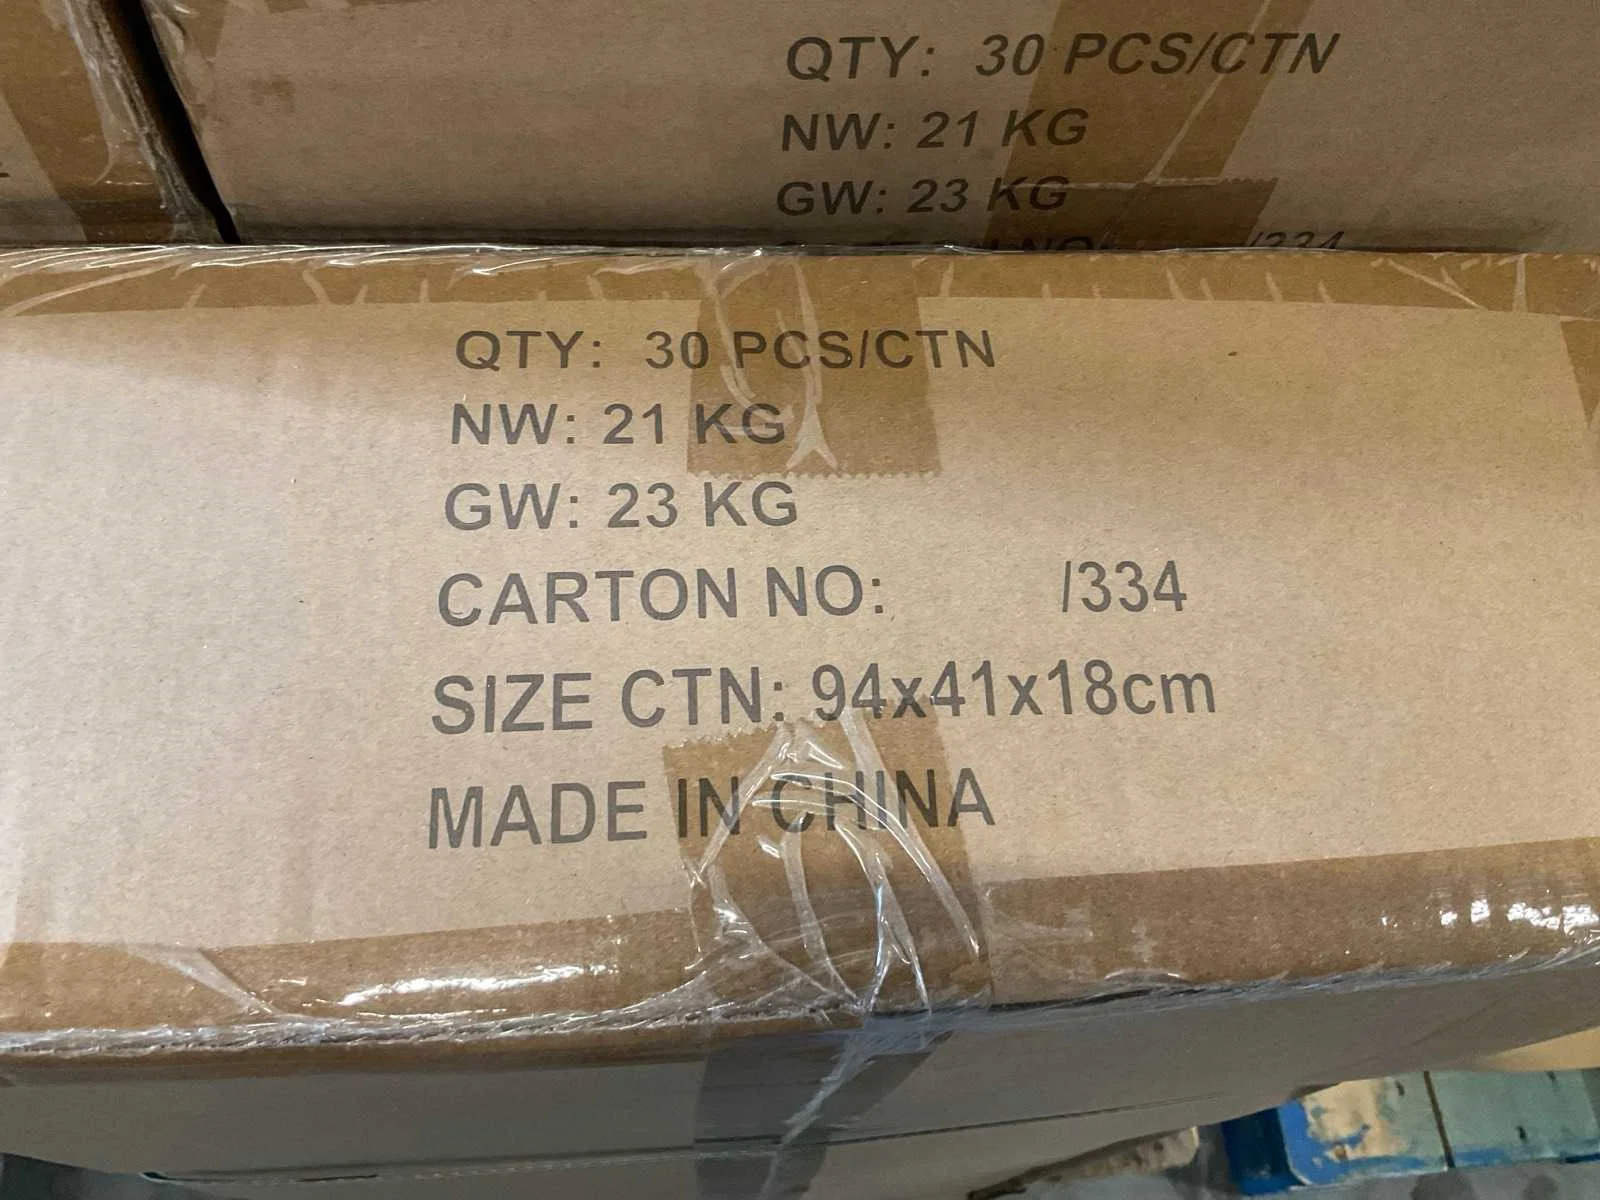 QTY: 30 PCS/CTN
NW: 21 KG
GW: 23 KG
/334
QTY: 30 PCS/CTN
NW: 21 KG
GW: 23 KG
CARTON NO: /334
SIZE CTN: 94x41x18cm
MADE IN CHINA